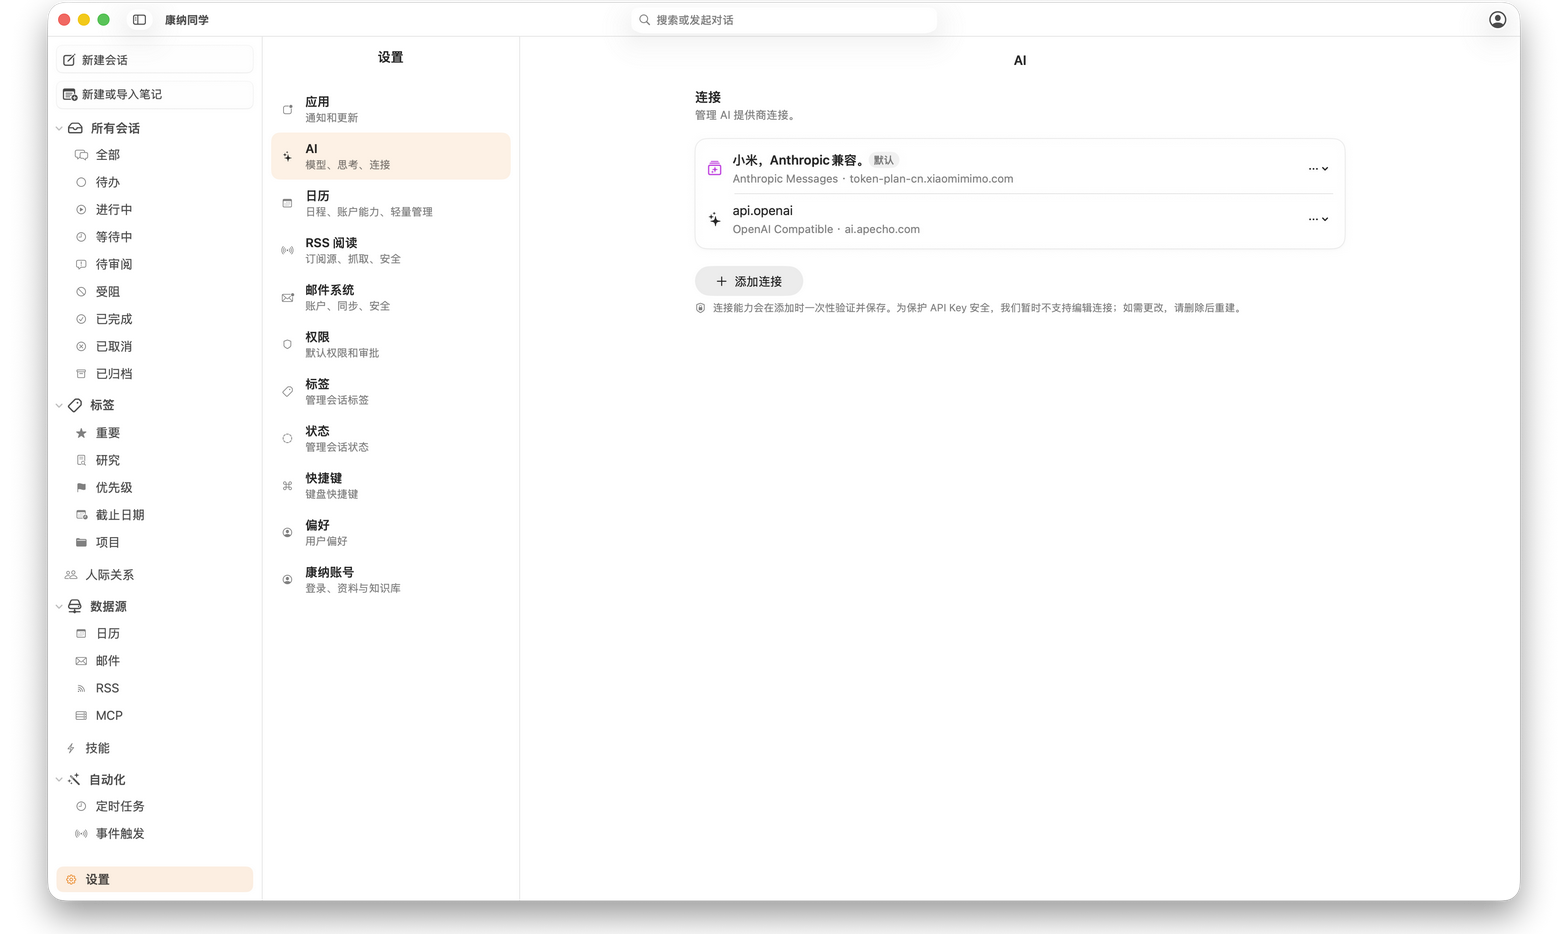 康纳同学
搜索或发起对话
新建会话
新建或导入笔记
所有会话
全部
待办
进行中
等待中
待审阅
受阻
已完成
已取消
已归档
标签
重要
研究
优先级
截止日期
项目
人际关系
数据源
日历
邮件
RSS
MCP
技能
自动化
定时任务
事件触发
设置
设置
应用
通知和更新
AI
模型、思考、连接
日历
日程、账户能力、轻量管理
RSS 阅读
订阅源、抓取、安全
邮件系统
账户、同步、安全
权限
默认权限和审批
标签
管理会话标签
状态
管理会话状态
快捷键
键盘快捷键
偏好
用户偏好
康纳账号
登录、资料与知识库
AI
连接
管理 AI 提供商连接。
小米，Anthropic兼容。 默认
Anthropic Messages · token-plan-cn.xiaomimimo.com
api.openai
OpenAI Compatible · ai.apecho.com
添加连接
连接能力会在添加时一次性验证并保存。为保护 API Key 安全，我们暂时不支持编辑连接；如需更改，请删除后重建。